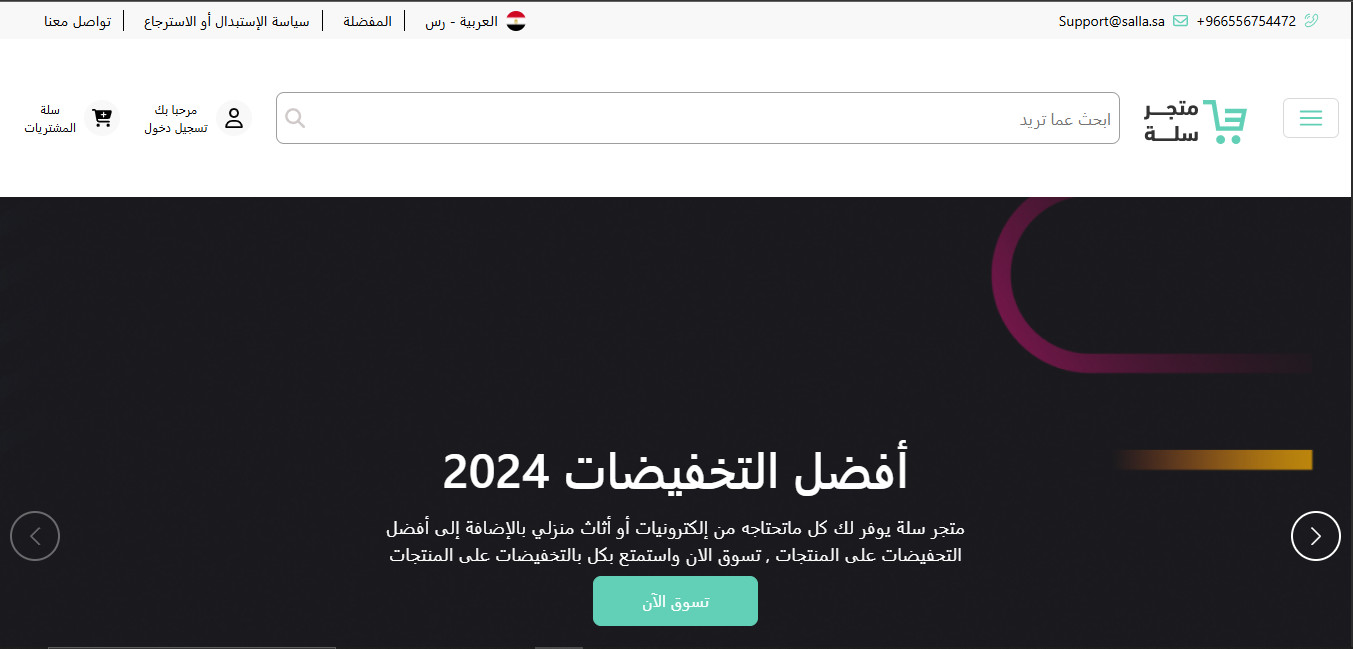 +966556754472
Support@salla.sa
العربية - رس
المفضلة
سياسة الإستبدال أو الاسترجاع
تواصل معنا
متجر
سلة
ابحث عما تريد
مرحبا بك
تسجيل دخول
سلة
المشتريات
أفضل التخفيضات 2024
متجر سلة يوفر لك كل ماتحتاجه من إلكترونيات أو أثاث منزلي بالإضافة إلى أفضل
التخفيضات على المنتجات , تسوق الان واستمتع بكل بالتخفيضات على المنتجات
تسوق الآن